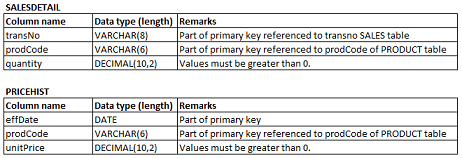 SALESDETAIL
Column name Data type (length) Remarks
transNo VARCHAR(8) Part of primary key referenced to transno SALES table
prodCode VARCHAR(6) Part of primary key referenced to prodCode of PRODUCT table
quantity DECIMAL(10,2) Values must be greater than 0.
PRICEHIST
Column name Data type (length) Remarks
effDate DATE Part of primary key
prodCode VARCHAR(6) Part of primary key referenced to prodCode of PRODUCT table
unitPrice DECIMAL(10,2) Values must be greater than 0.